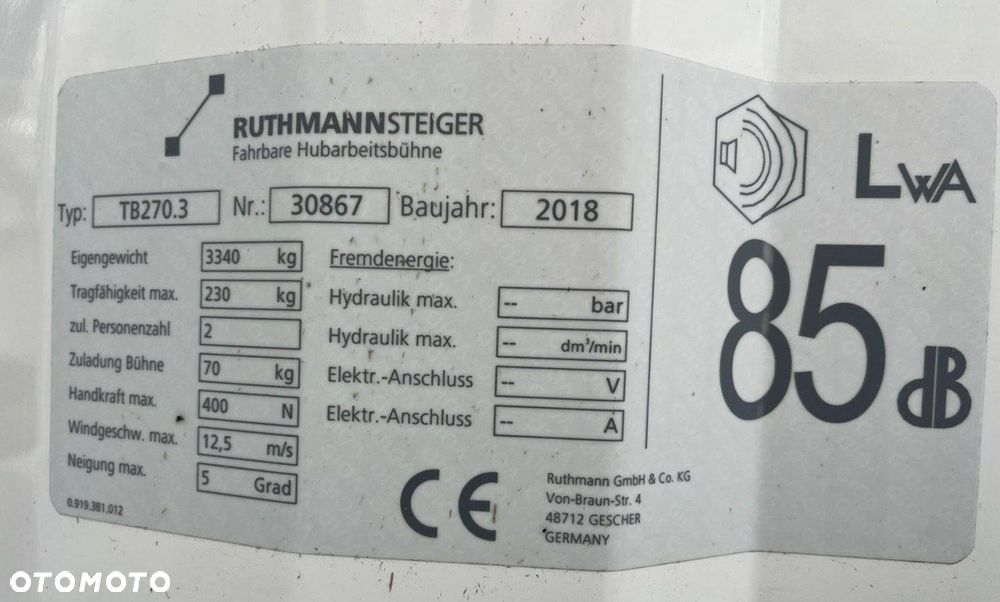 RUTHMANNSTEIGER
Fahrbare Hubarbeitsbühne
Typ: TB270.3 Nr.: 30867 Baujahr: 2018
Eigengewicht 3340 kg
Tragfähigkeit max. 230 kg
zul. Personenzahl 2
Zuladung Bühne 70 kg
Handkraft max. 400 N
Windgeschw. max. 12,5 m/s
Neigung max. 5 Grad
0.919.381.012
Fremdenergie:
Hydraulik max. -- bar
Hydraulik max. -- dm³/min
Elektr.-Anschluss -- V
Elektr.-Anschluss -- A
CE
Ruthmann GmbH & Co. KG
Von-Braun-Str. 4
48712 GESCHER
GERMANY
LWA
85 dB
OTOMOTO